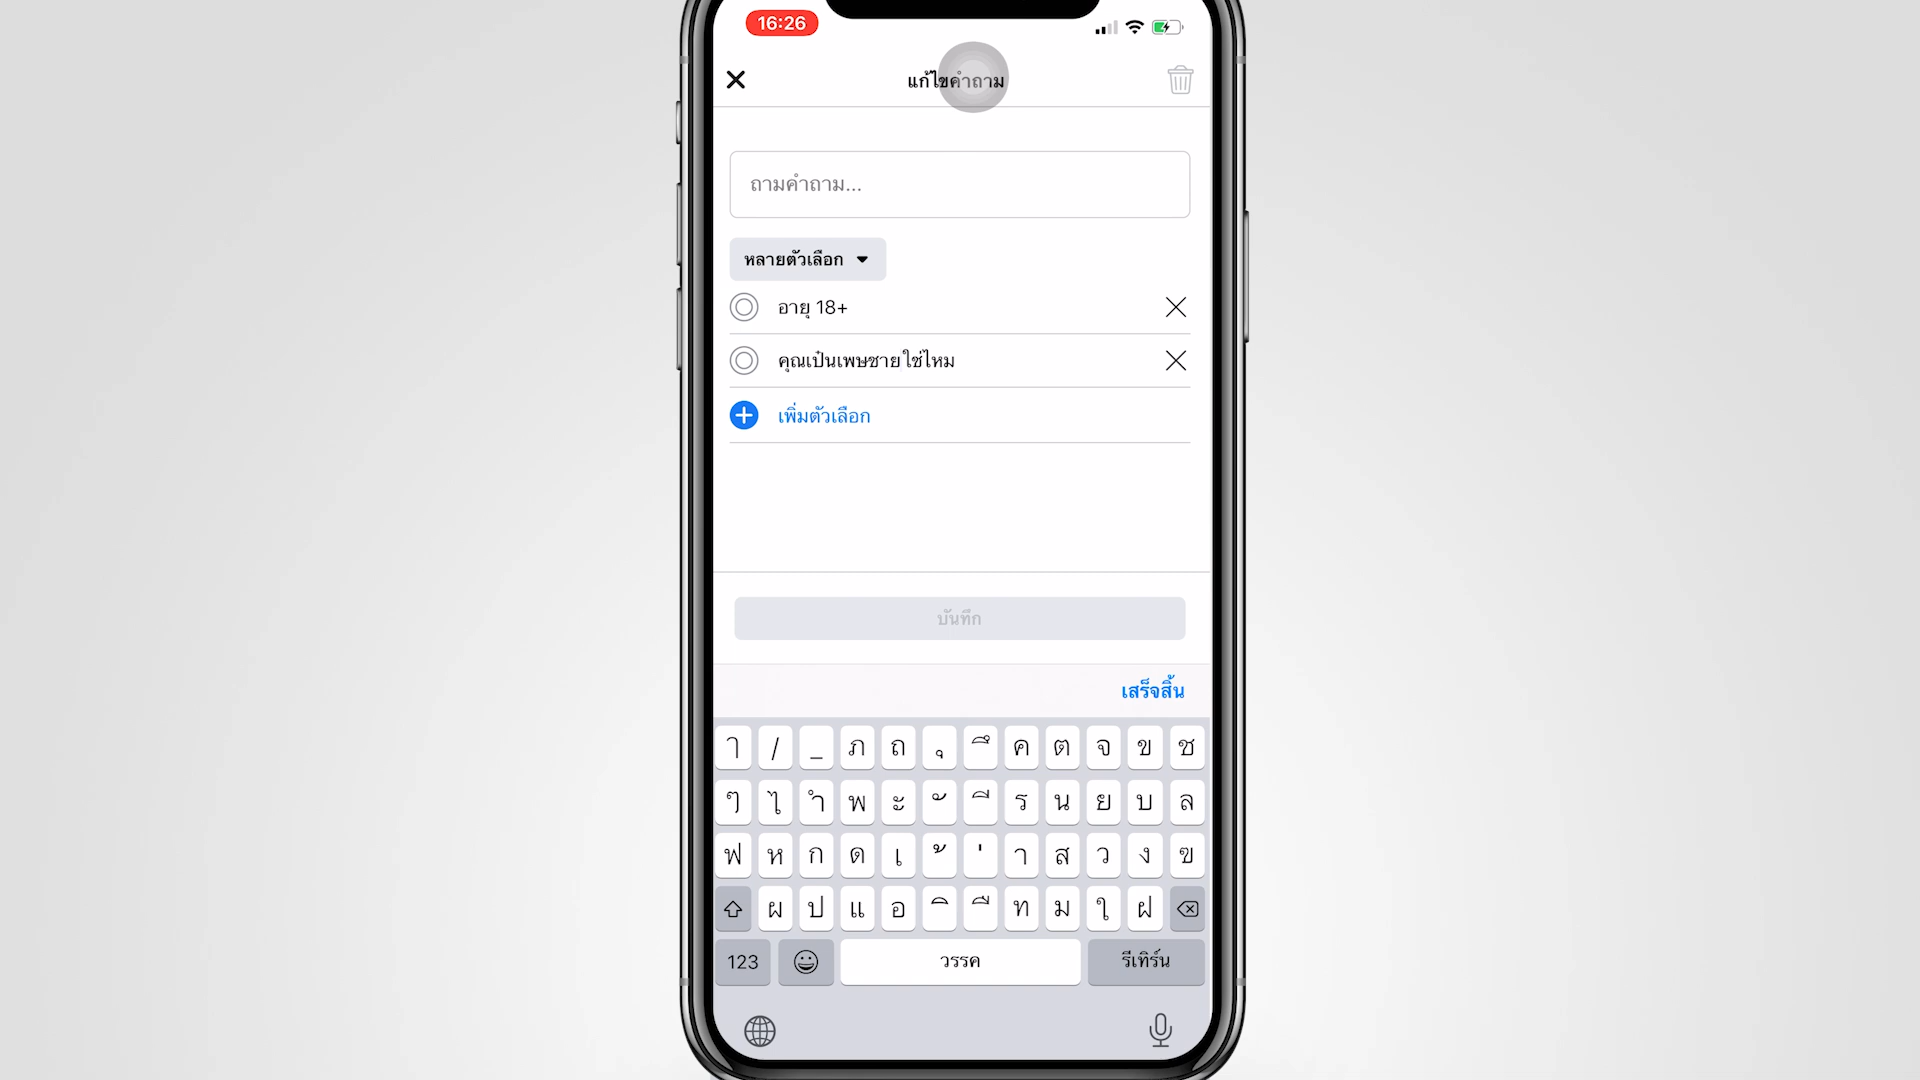 16:26
แก้ไขคำถาม
ถามคำถาม...
หลายตัวเลือก
อายุ 18+
คุณเป็นเพษชายใช่ไหม
เพิ่มตัวเลือก
บันทึก
เสร็จสิ้น
ๅ / _ ภ ถ ุ ึ ค ต จ ข ช
ๆ ไ ำ พ ะ ั ี ร น ย บ ล
ฟ ห ก ด เ ้ ่ า ส ว ง ฃ
ผ ป แ อ ิ ื ท ม ใ ฝ
123 วรรค รีเทิร์น